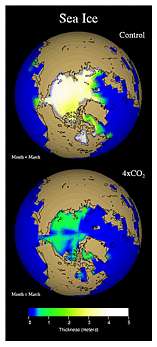 Sea Ice
Control
Month = March
4xCO₂
Month = March
0 1 2 3 4 5
Thickness (Meters)